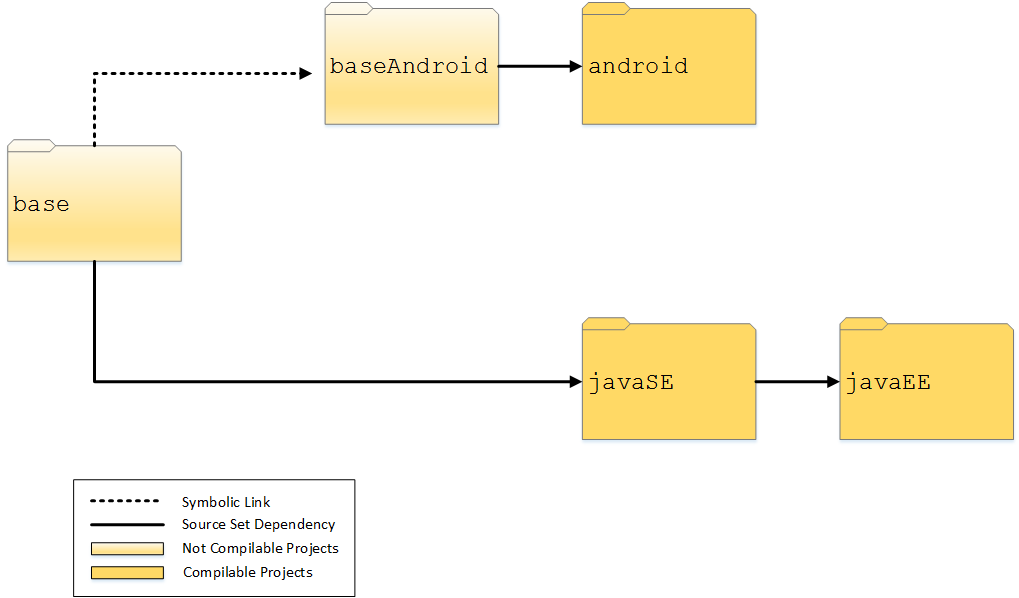 baseAndroid
android
base
javaSE
javaEE
Symbolic Link
Source Set Dependency
Not Compilable Projects
Compilable Projects